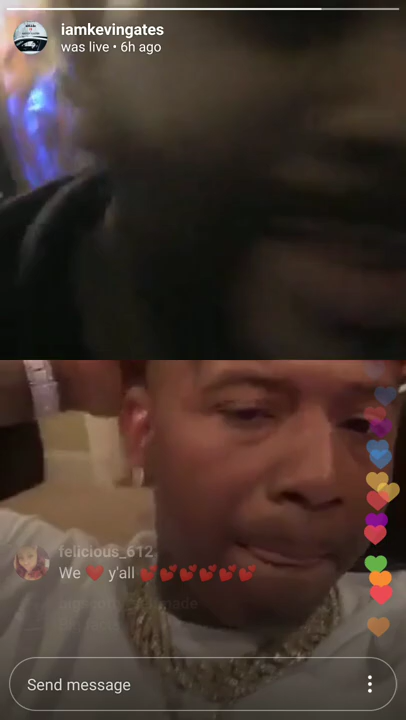 iamkevingates
was live • 6h ago
felicious_612
We ❤️ y'all 💕💕💕💕💕💕
Send message